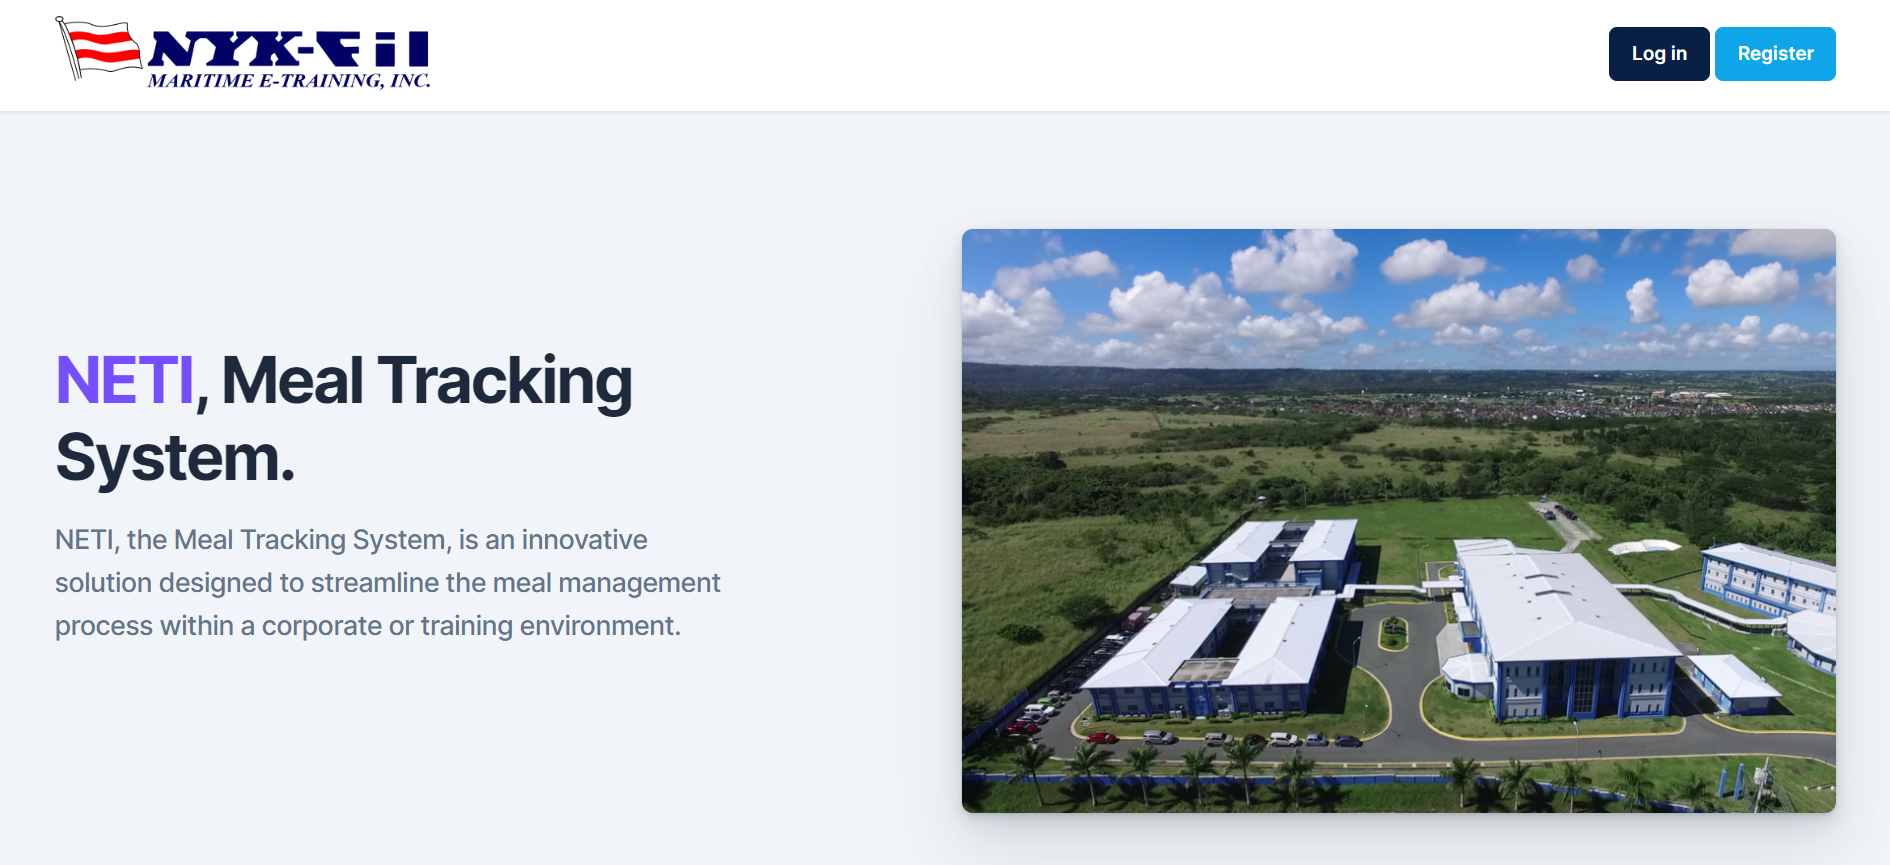 NYK-Fil
MARITIME E-TRAINING, INC.
Log in
Register
NETI, Meal Tracking
System.
NETI, the Meal Tracking System, is an innovative
solution designed to streamline the meal management
process within a corporate or training environment.